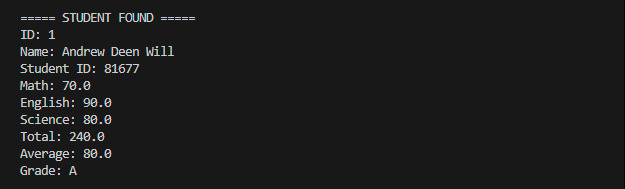 ===== STUDENT FOUND =====
ID: 1
Name: Andrew Deen Will
Student ID: 81677
Math: 70.0
English: 90.0
Science: 80.0
Total: 240.0
Average: 80.0
Grade: A